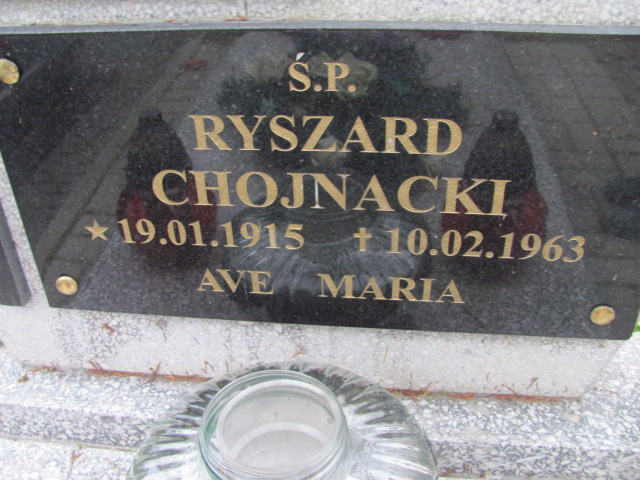 Ś.P.
RYSZARD
CHOJNACKI
★19.01.1915 ✝10.02.1963
AVE MARIA